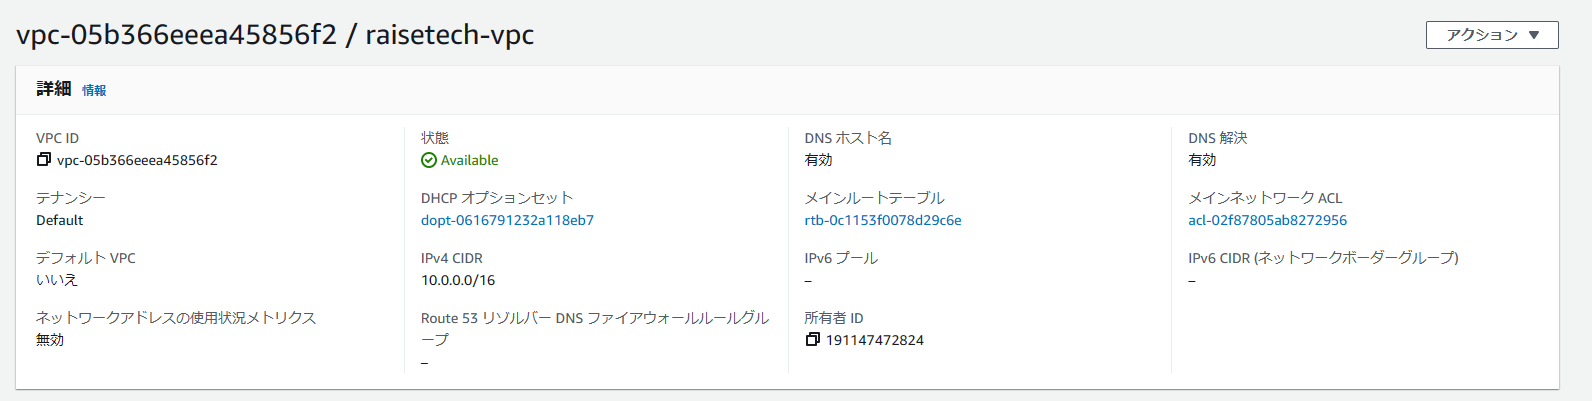 vpc-05b366eeea45856f2 / raisetech-vpc
アクション ▼
詳細 情報
VPC ID
vpc-05b366eeea45856f2
状態
Available
DNS ホスト名
有効
DNS 解決
有効
テナンシー
Default
DHCP オプションセット
dopt-0616791232a118eb7
メインルートテーブル
rtb-0c1153f0078d29c6e
メインネットワーク ACL
acl-02f87805ab8272956
デフォルト VPC
いいえ
IPv4 CIDR
10.0.0.0/16
IPv6 プール
–
IPv6 CIDR (ネットワークボーダーグループ)
–
ネットワークアドレスの使用状況メトリクス
無効
Route 53 リゾルバー DNS ファイアウォールルールグル
ープ
–
所有者 ID
191147472824